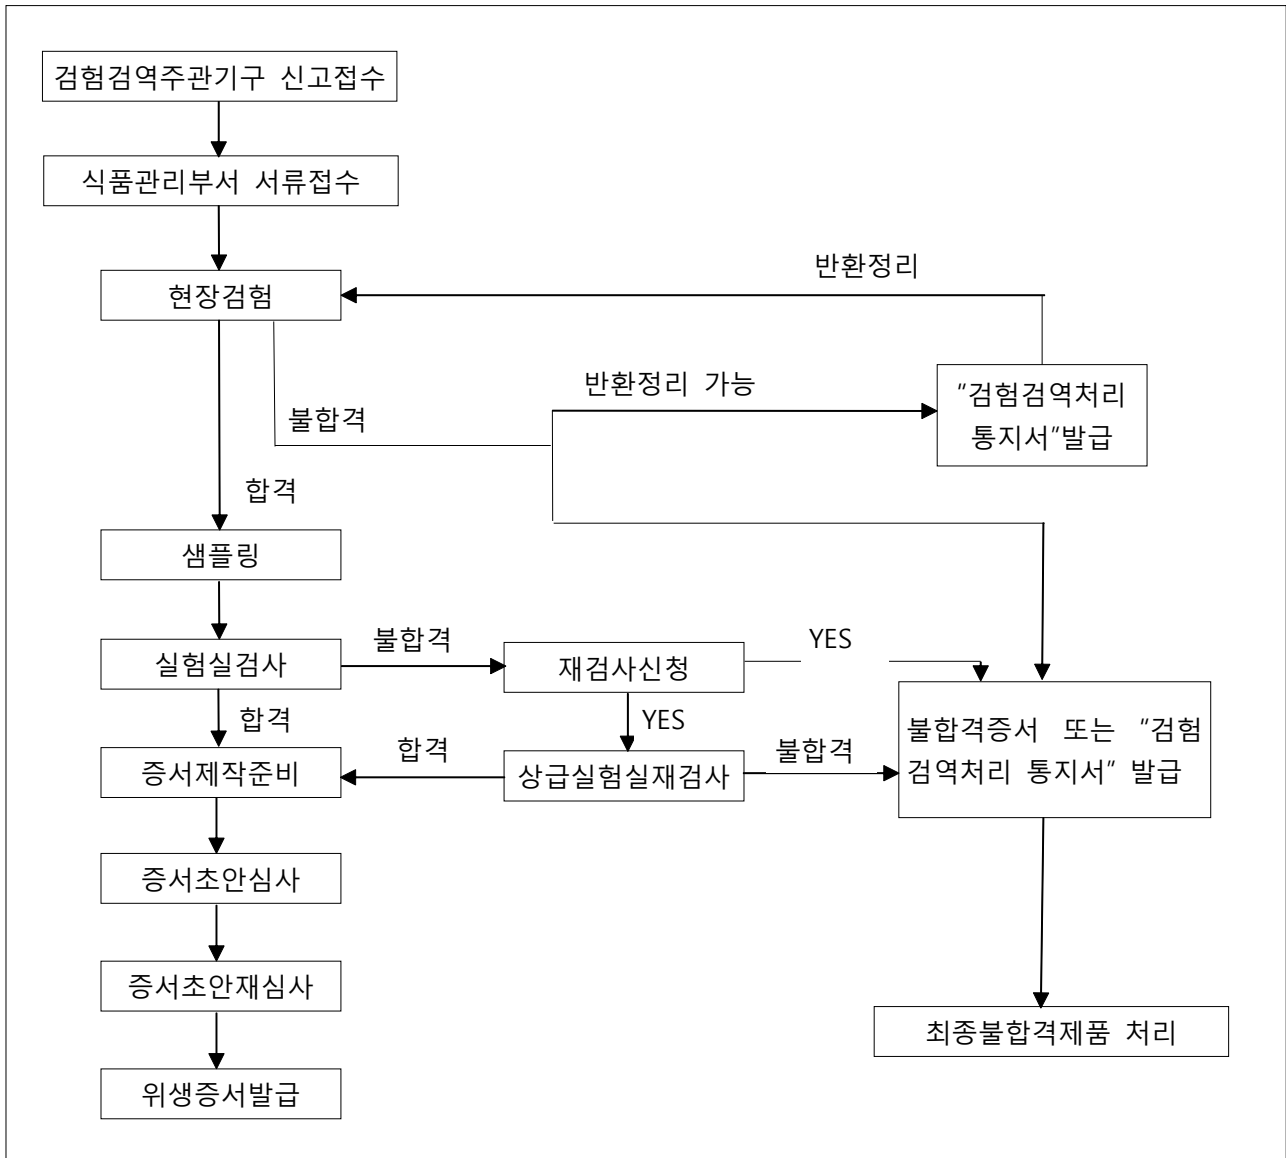 검험검역주관기구 신고접수
식품관리부서 서류접수
반환정리
현장검험
반환정리 가능
"검험검역처리
통지서"발급
불합격
합격
샘플링
불합격
YES
실험실검사
재검사신청
합격
YES
불합격증서 또는 "검험
검역처리 통지서" 발급
합격
불합격
증서제작준비
상급실험실재검사
증서초안심사
증서초안재심사
최종불합격제품 처리
위생증서발급